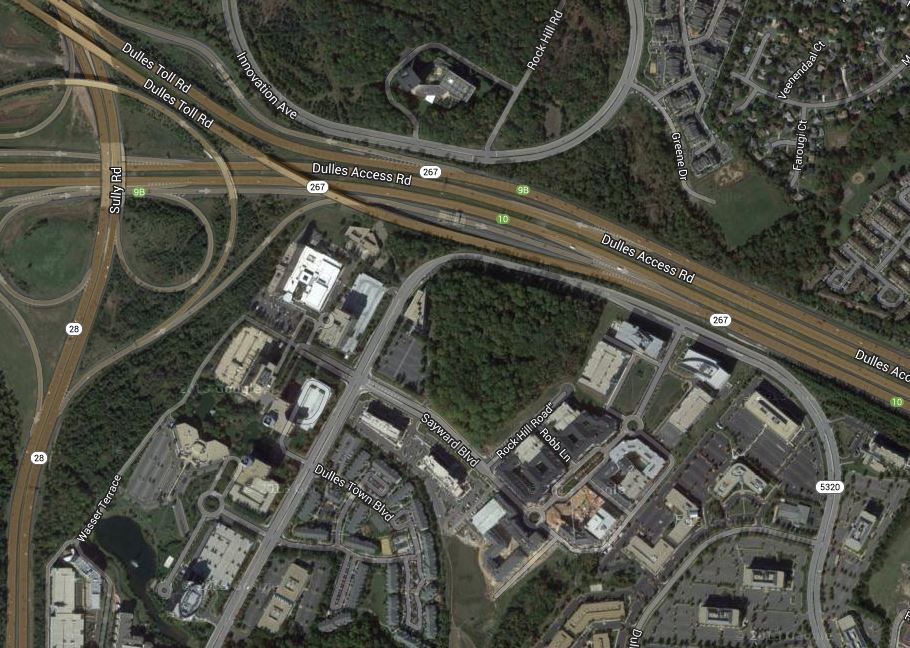 Dulles Toll Rd
Dulles Toll Rd
Innovation Ave
Rock Hill Rd
Veenendaal Ct
M
Farougi Ct
Greene Dr
Sully Rd
9B
267
Dulles Access Rd
267
9B
10
Dulles Access Rd
267
Dulles Acc
10
28
28
Sayward Blvd
Rock Hill Road"
Robb Ln
Dulles Town Blvd
Wasser Terrace
5320
Dul